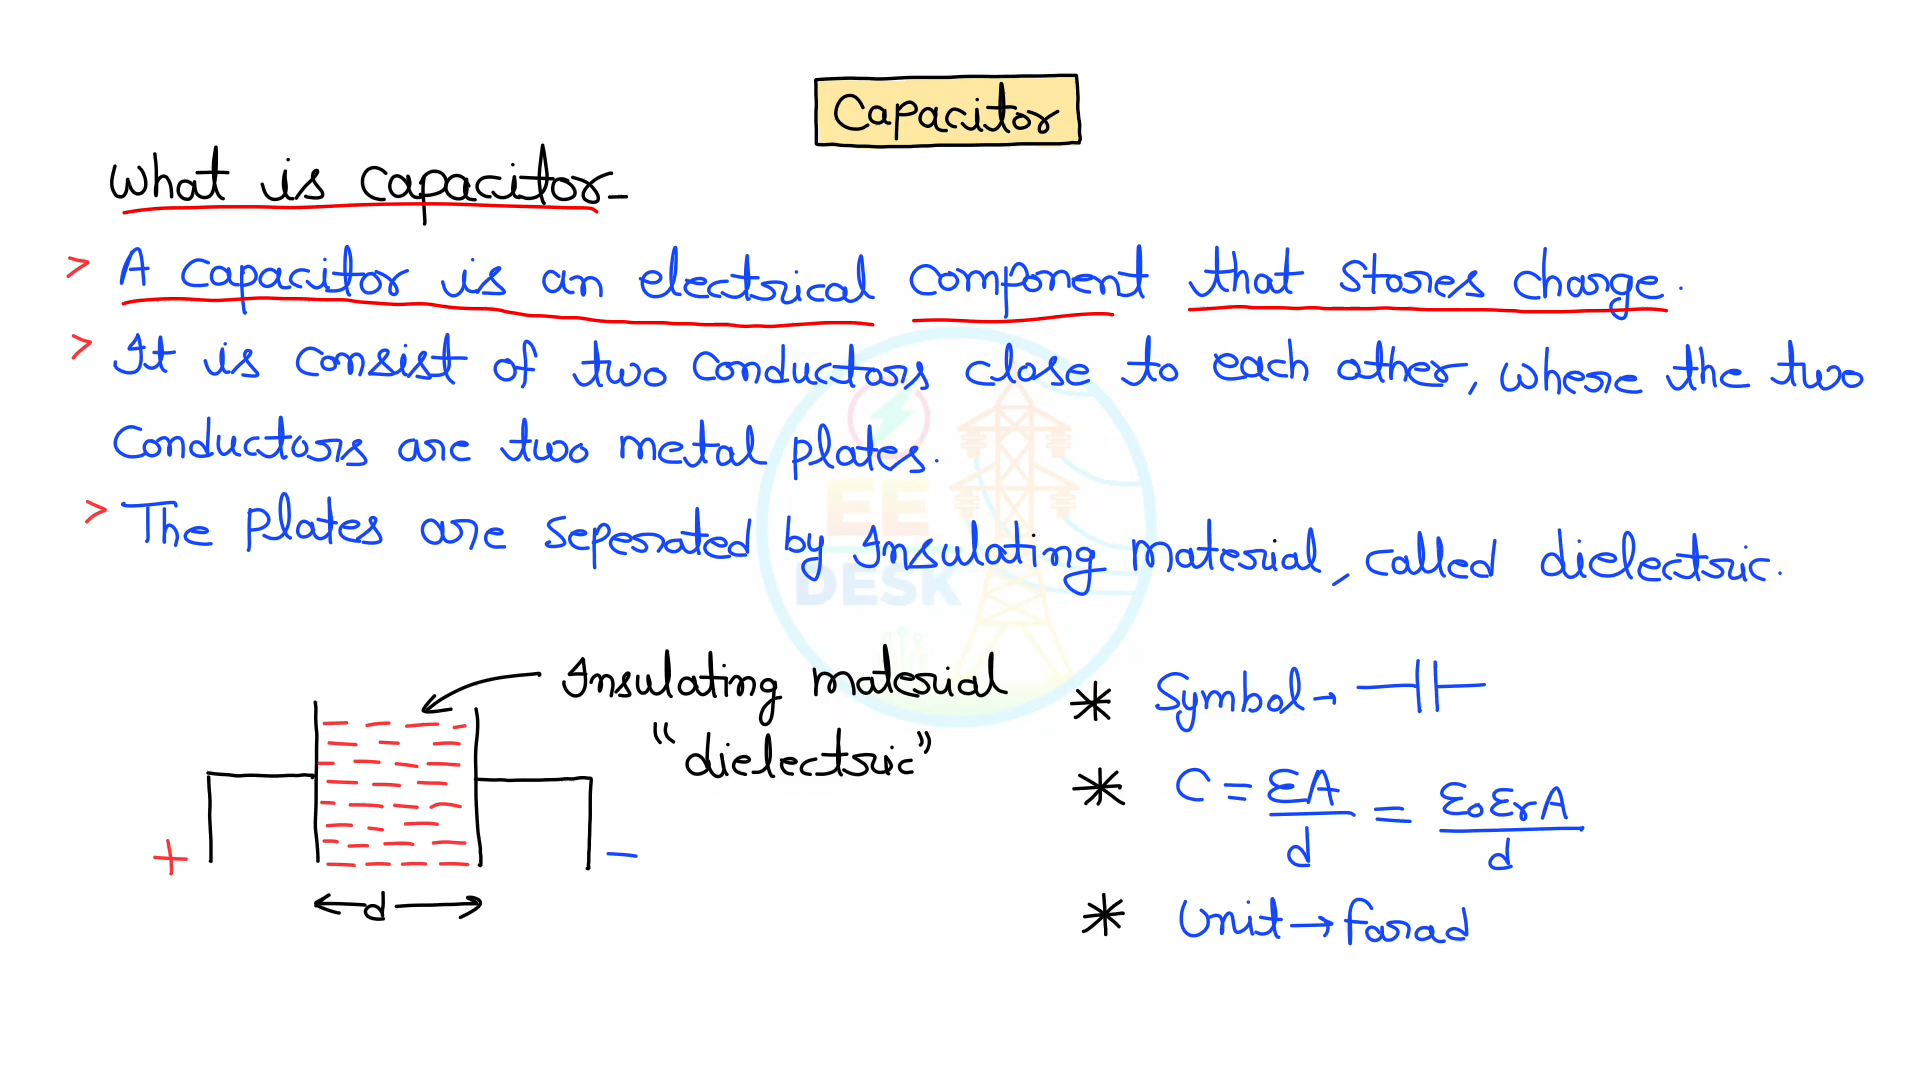 Capacitor
What is capacitor-
> A capacitor is an electrical component that stores charge.
> It is consist of two conductors close to each other, where the two
conductors are two metal plates.
> The plates are seperated by Insulating material, called dielectric.
EE
DESK
Insulating material
"dielectric"
+
-
d
* Symbol →
* C = εA/d = ε₀εrA/d
* Unit → farad